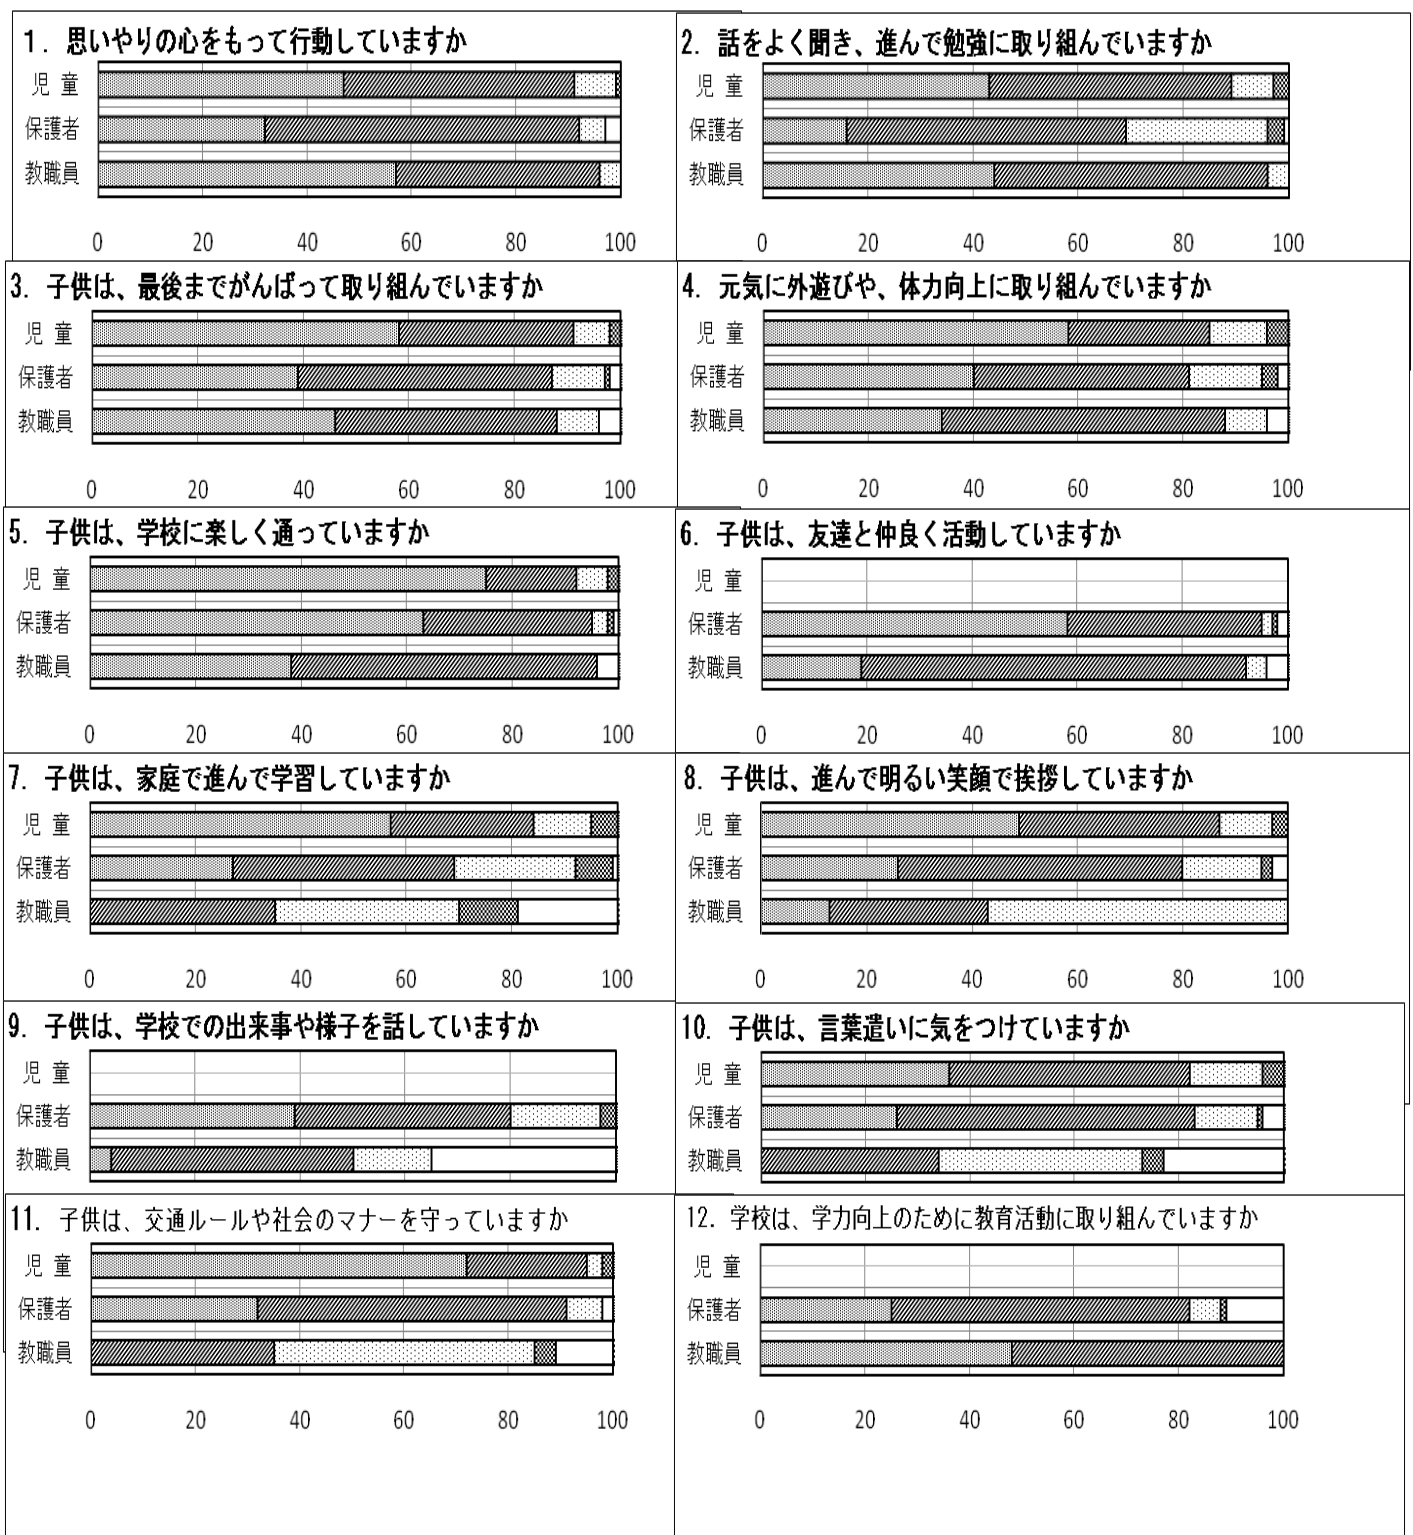 1. 思いやりの心をもって行動していますか
児 童
保護者
教職員
0 20 40 60 80 100
2. 話をよく聞き、進んで勉強に取り組んでいますか
児 童
保護者
教職員
0 20 40 60 80 100
3. 子供は、最後までがんばって取り組んでいますか
児 童
保護者
教職員
0 20 40 60 80 100
4. 元気に外遊びや、体力向上に取り組んでいますか
児 童
保護者
教職員
0 20 40 60 80 100
5. 子供は、学校に楽しく通っていますか
児 童
保護者
教職員
0 20 40 60 80 100
6. 子供は、友達と仲良く活動していますか
児 童
保護者
教職員
0 20 40 60 80 100
7. 子供は、家庭で進んで学習していますか
児 童
保護者
教職員
0 20 40 60 80 100
8. 子供は、進んで明るい笑顔で挨拶していますか
児 童
保護者
教職員
0 20 40 60 80 100
9. 子供は、学校での出来事や様子を話していますか
児 童
保護者
教職員
10. 子供は、言葉遣いに気をつけていますか
児 童
保護者
教職員
11. 子供は、交通ルールや社会のマナーを守っていますか
児 童
保護者
教職員
0 20 40 60 80 100
12. 学校は、学力向上のために教育活動に取り組んでいますか
児 童
保護者
教職員
0 20 40 60 80 100